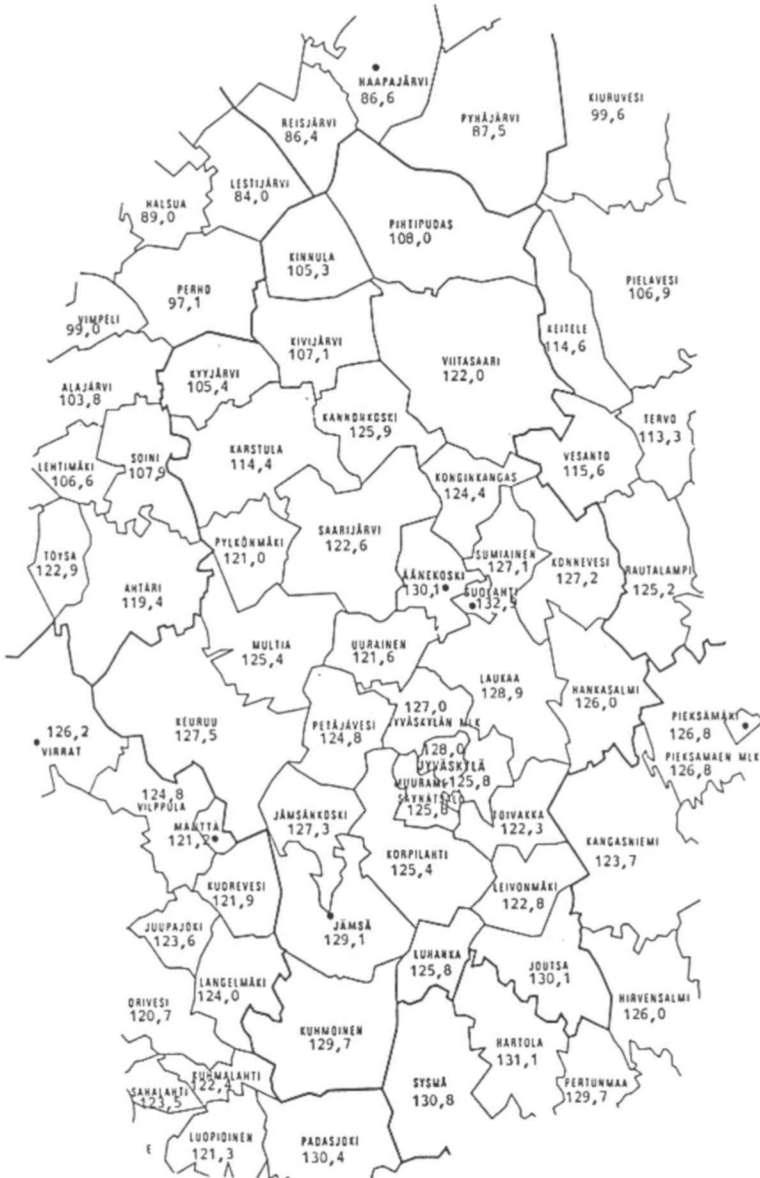 HAAPAJÄRVI
86,6
KIURUVESI
99,6
REISJÄRVI
86,4
PYHÄJÄRVI
87,5
LESTIJÄRVI
84,0
HALSUA
89,0
PIHTIPUDAS
108,0
KINNULA
105,3
PERHO
97,1
PIELAVESI
106,9
VIMPELI
99,0
KEITELE
114,6
KIVIJÄRVI
107,1
VIITASAARI
122,0
KYYJÄRVI
105,4
ALAJÄRVI
103,8
KANNONKOSKI
125,9
TERVO
113,3
SOINI
107,9
KARSTULA
114,4
VESANTO
115,6
LEHTIMÄKI
106,6
KONGINKANGAS
124,4
SAARIJÄRVI
122,6
PYLKÖNMÄKI
121,0
TÖYSÄ
122,9
SUMIAINEN
127,1
KONNEVESI
127,2
RAUTALAMPI
125,2
ÄÄNEKOSKI
130,1
SUOLAHTI
132,9
ÄHTÄRI
119,4
MULTIA
125,4
UURAINEN
121,6
LAUKAA
128,9
HANKASALMI
126,0
KEURUU
127,5
PETÄJÄVESI
124,8
127,0
JYVÄSKYLÄN MLK
PIEKSÄMÄKI
126,8
126,2
VIRRAT
128,0
JYVÄSKYLÄ
PIEKSÄMÄEN MLK
126,8
MUURAME
125,8
SÄYNÄTSALO
125,8
124,8
VILPPULA
MÄNTTÄ
121,2
JÄMSÄNKOSKI
127,3
TOIVAKKA
122,3
KANGASNIEMI
123,7
KORPILAHTI
125,4
KUOREVESI
121,9
LEIVONMÄKI
122,8
JUUPAJOKI
123,6
JÄMSÄ
129,1
LUHANKA
125,8
JOUTSA
130,1
LANGELMÄKI
124,0
HIRVENSALMI
126,0
ORIVESI
120,7
KUHMOINEN
129,7
HARTOLA
131,1
KUHMALAHTI
122,4
SAHALAHTI
123,5
SYSMÄ
130,8
PERTUNMAA
129,7
LUOPIOINEN
121,3
PADASJOKI
130,4
E